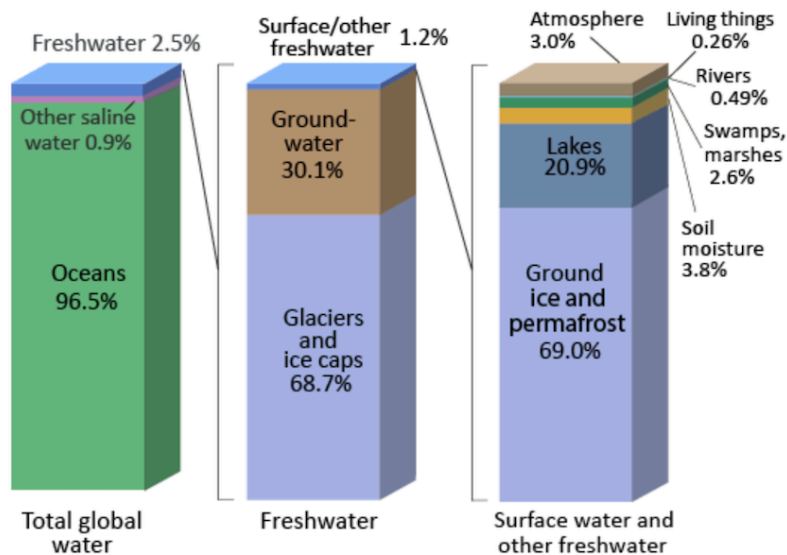 Freshwater 2.5%
Other saline
water 0.9%
Oceans
96.5%
Total global
water
Surface/other
freshwater
1.2%
Ground-
water
30.1%
Glaciers
and
ice caps
68.7%
Freshwater
Atmosphere
3.0%
Living things
0.26%
Rivers
0.49%
Swamps,
marshes
2.6%
Soil
moisture
3.8%
Lakes
20.9%
Ground
ice and
permafrost
69.0%
Surface water and
other freshwater